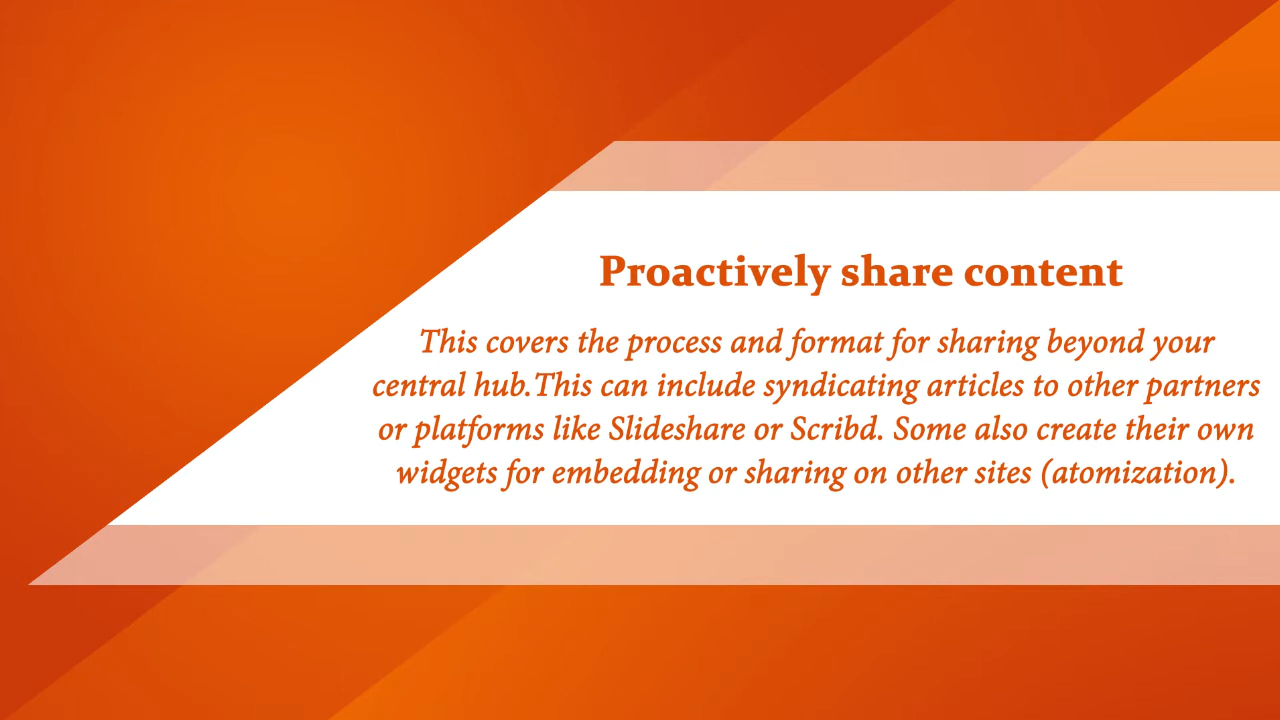 Proactively share content
This covers the process and format for sharing beyond your
central hub.This can include syndicating articles to other partners
or platforms like Slideshare or Scribd. Some also create their own
widgets for embedding or sharing on other sites (atomization).